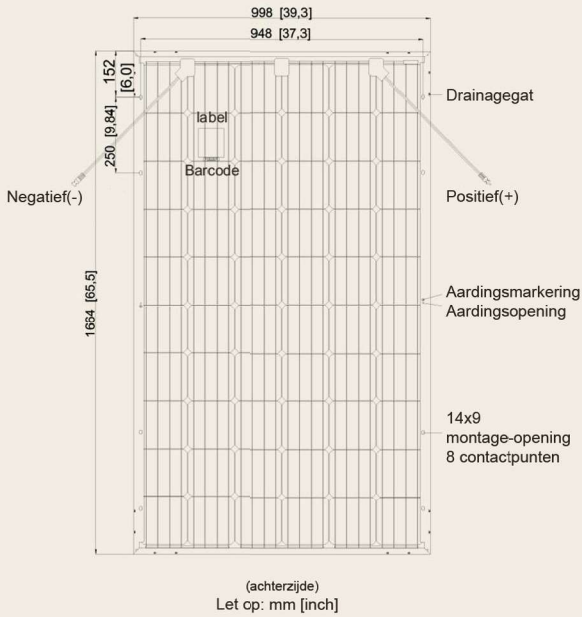 998 [39,3]
948 [37,3]
152
[6,0]
Drainagegat
250 [9,84]
label
Barcode
Negatief(-)
Positief(+)
1664 [65,5]
Aardingsmarkering
Aardingsopening
14x9
montage-opening
8 contactpunten
(achterzijde)
Let op: mm [inch]